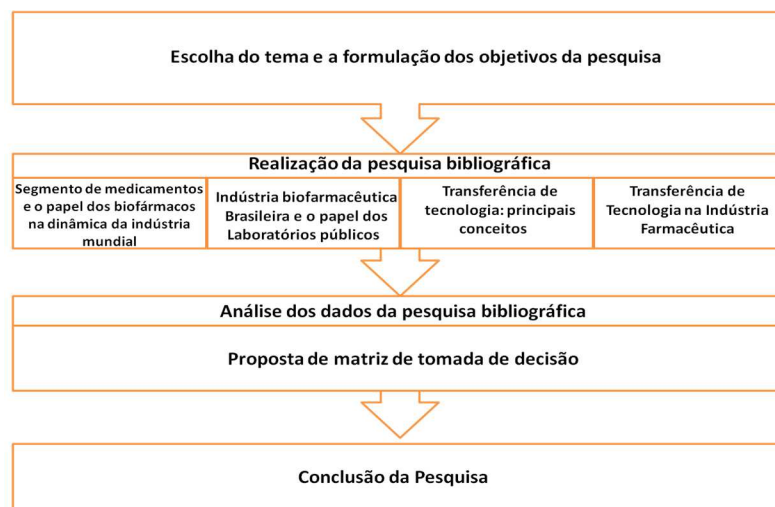 Escolha do tema e a formulação dos objetivos da pesquisa
Realização da pesquisa bibliográfica
Segmento de medicamentos
e o papel dos biofármacos
na dinâmica da indústria
mundial
Indústria biofarmacêutica
Brasileira e o papel dos
Laboratórios públicos
Transferência de
tecnologia: principais
conceitos
Transferência de
Tecnologia na Indústria
Farmacêutica
Análise dos dados da pesquisa bibliográfica
Proposta de matriz de tomada de decisão
Conclusão da Pesquisa